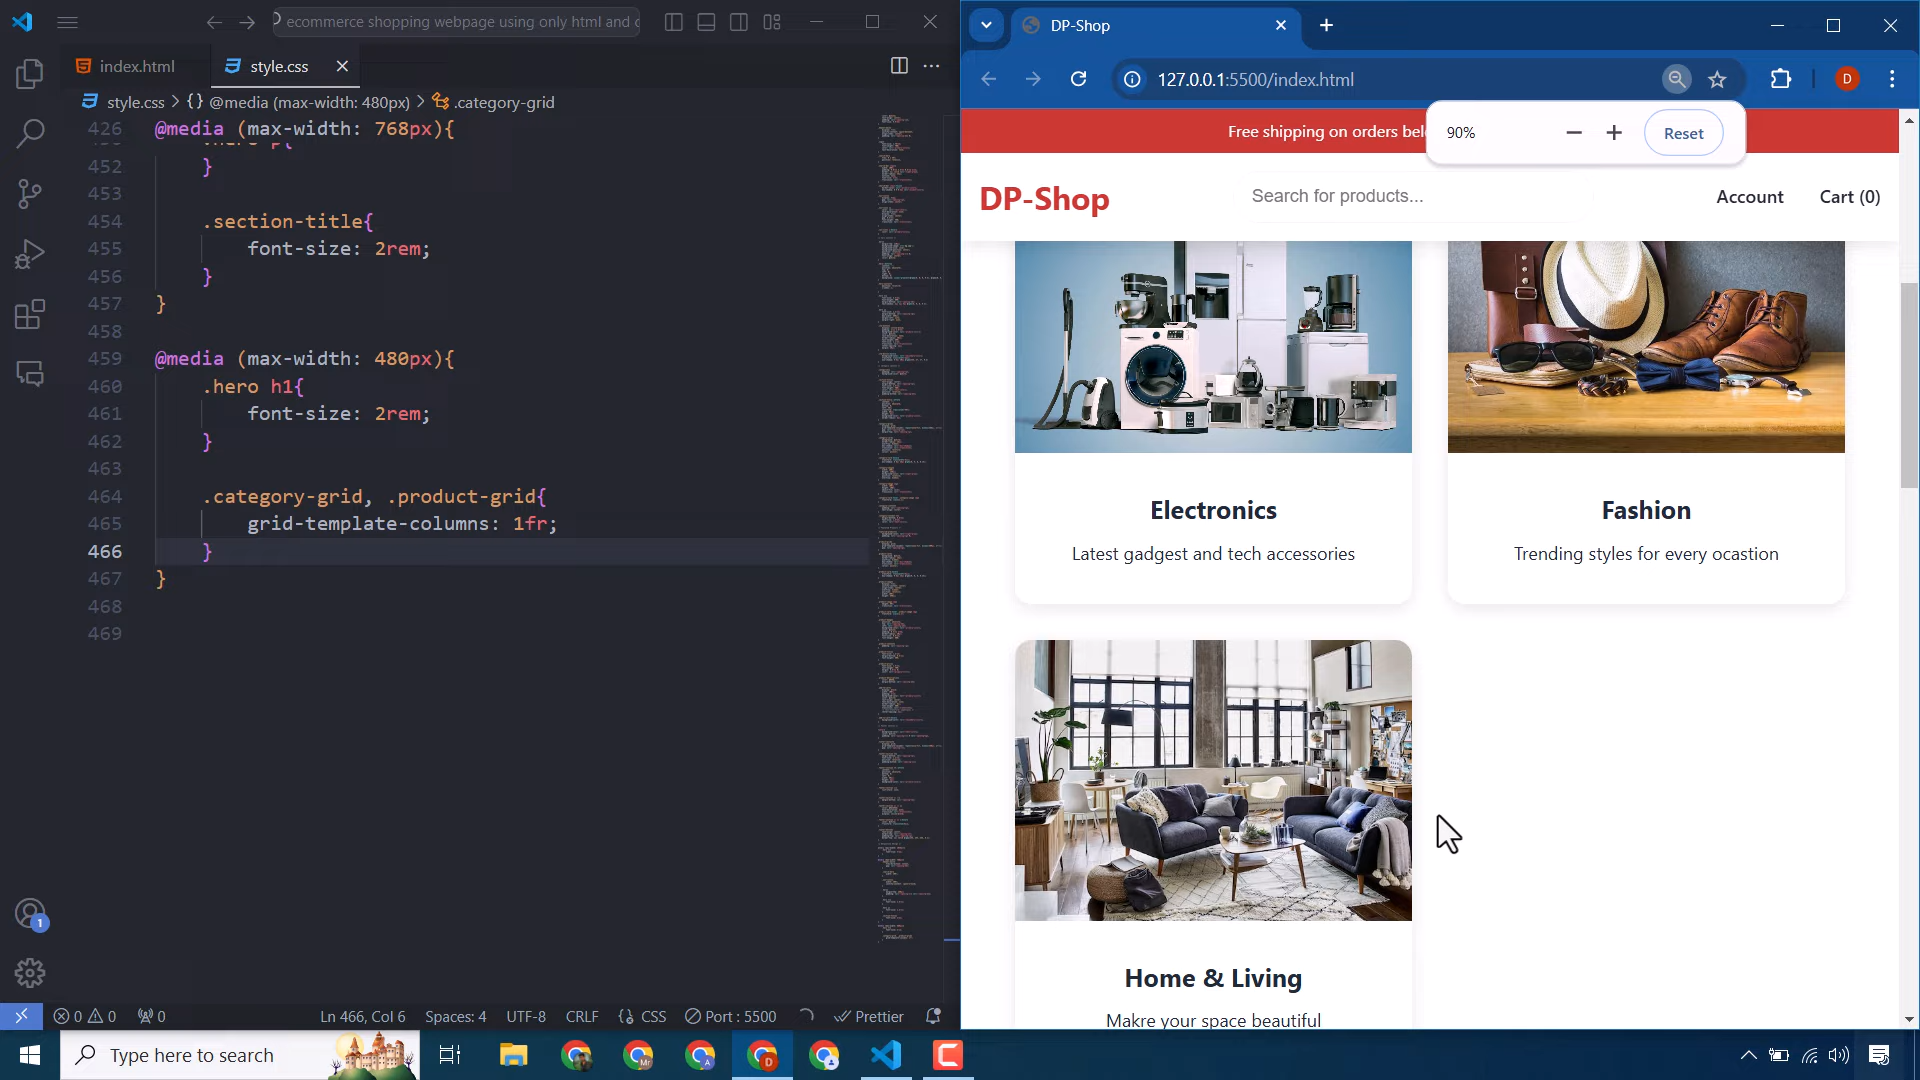 ecommerce shopping webpage using only html and c
index.html
style.css
style.css > {} @media (max-width: 480px) > .category-grid
426 @media (max-width: 768px){
452 }
453
454 .section-title{
455 font-size: 2rem;
456 }
457 }
458
459 @media (max-width: 480px){
460 .hero h1{
461 font-size: 2rem;
462 }
463
464 .category-grid, .product-grid{
465 grid-template-columns: 1fr;
466 }
467 }
468
469
1
0 0 0
Ln 466, Col 6 Spaces: 4 UTF-8 CRLF {} CSS Port : 5500 Prettier
Type here to search
DP-Shop
127.0.0.1:5500/index.html
D
Free shipping on orders bel
90%
Reset
DP-Shop
Search for products...
Account
Cart (0)
Electronics
Latest gadgest and tech accessories
Fashion
Trending styles for every ocastion
Home & Living
Makre your space beautiful